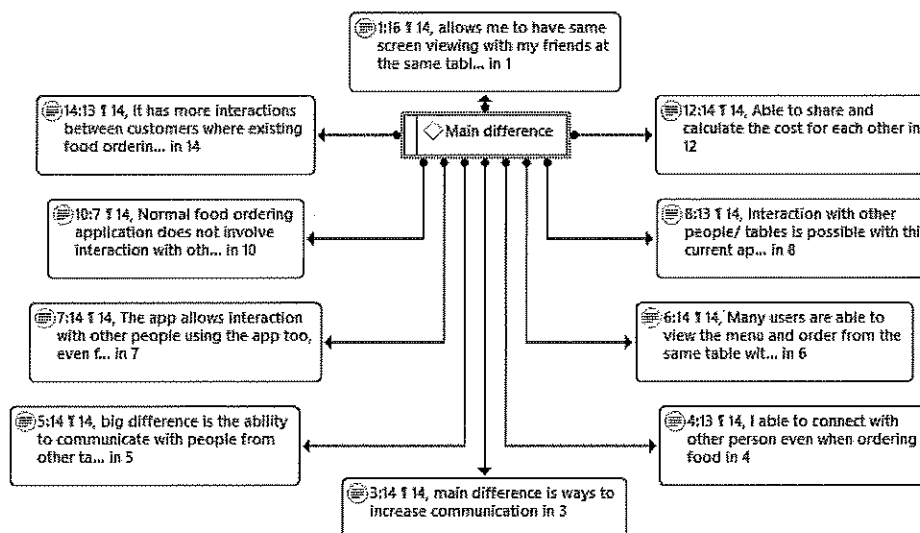 1:16 ¶ 14, allows me to have same
screen viewing with my friends at
the same tabl... in 1
14:13 ¶ 14, It has more interactions
between customers where existing
food orderin... in 14
Main difference
12:14 ¶ 14, Able to share and
calculate the cost for each other in
12
10:7 ¶ 14, Normal food ordering
application does not involve
interaction with oth... in 10
8:13 ¶ 14, Interaction with other
people/ tables is possible with thi
current ap... in 8
7:14 ¶ 14, The app allows interaction
with other people using the app too,
even f... in 7
6:14 ¶ 14, Many users are able to
view the menu and order from the
same table wit... in 6
5:14 ¶ 14, big difference is the ability
to communicate with people from
other ta... in 5
4:13 ¶ 14, I able to connect with
other person even when ordering
food in 4
3:14 ¶ 14, main difference is ways to
increase communication in 3